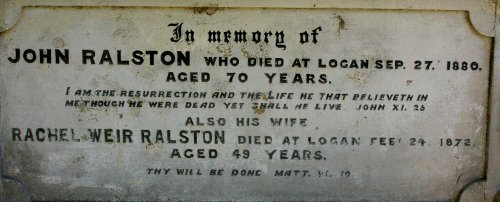 In memory of
JOHN RALSTON WHO DIED AT LOGAN SEP. 27. 1880.
AGED 70 YEARS.
I AM THE RESURRECTION AND THE LIFE HE THAT BELIEVETH IN
ME THOUGH HE WERE DEAD YET SHALL HE LIVE JOHN XI. 25
ALSO HIS WIFE
RACHEL WEIR RALSTON DIED AT LOGAN FEB. 24. 1872.
AGED 49 YEARS.
THY WILL BE DONE MATT. VI. 10.